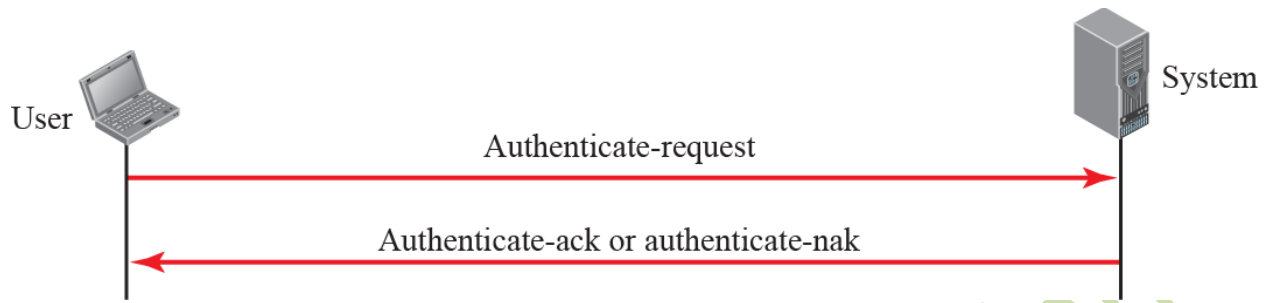 User
System
Authenticate-request
Authenticate-ack or authenticate-nak